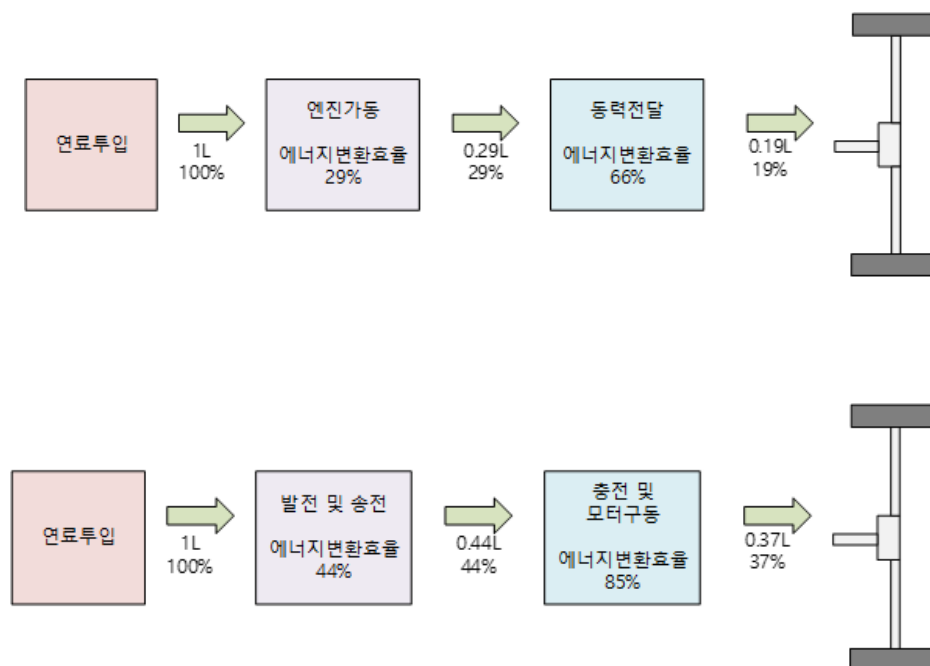 연료투입
1L
100%
엔진가동
에너지변환효율
29%
0.29L
29%
동력전달
에너지변환효율
66%
0.19L
19%
연료투입
1L
100%
발전 및 송전
에너지변환효율
44%
0.44L
44%
충전 및
모터구동
에너지변환효율
85%
0.37L
37%